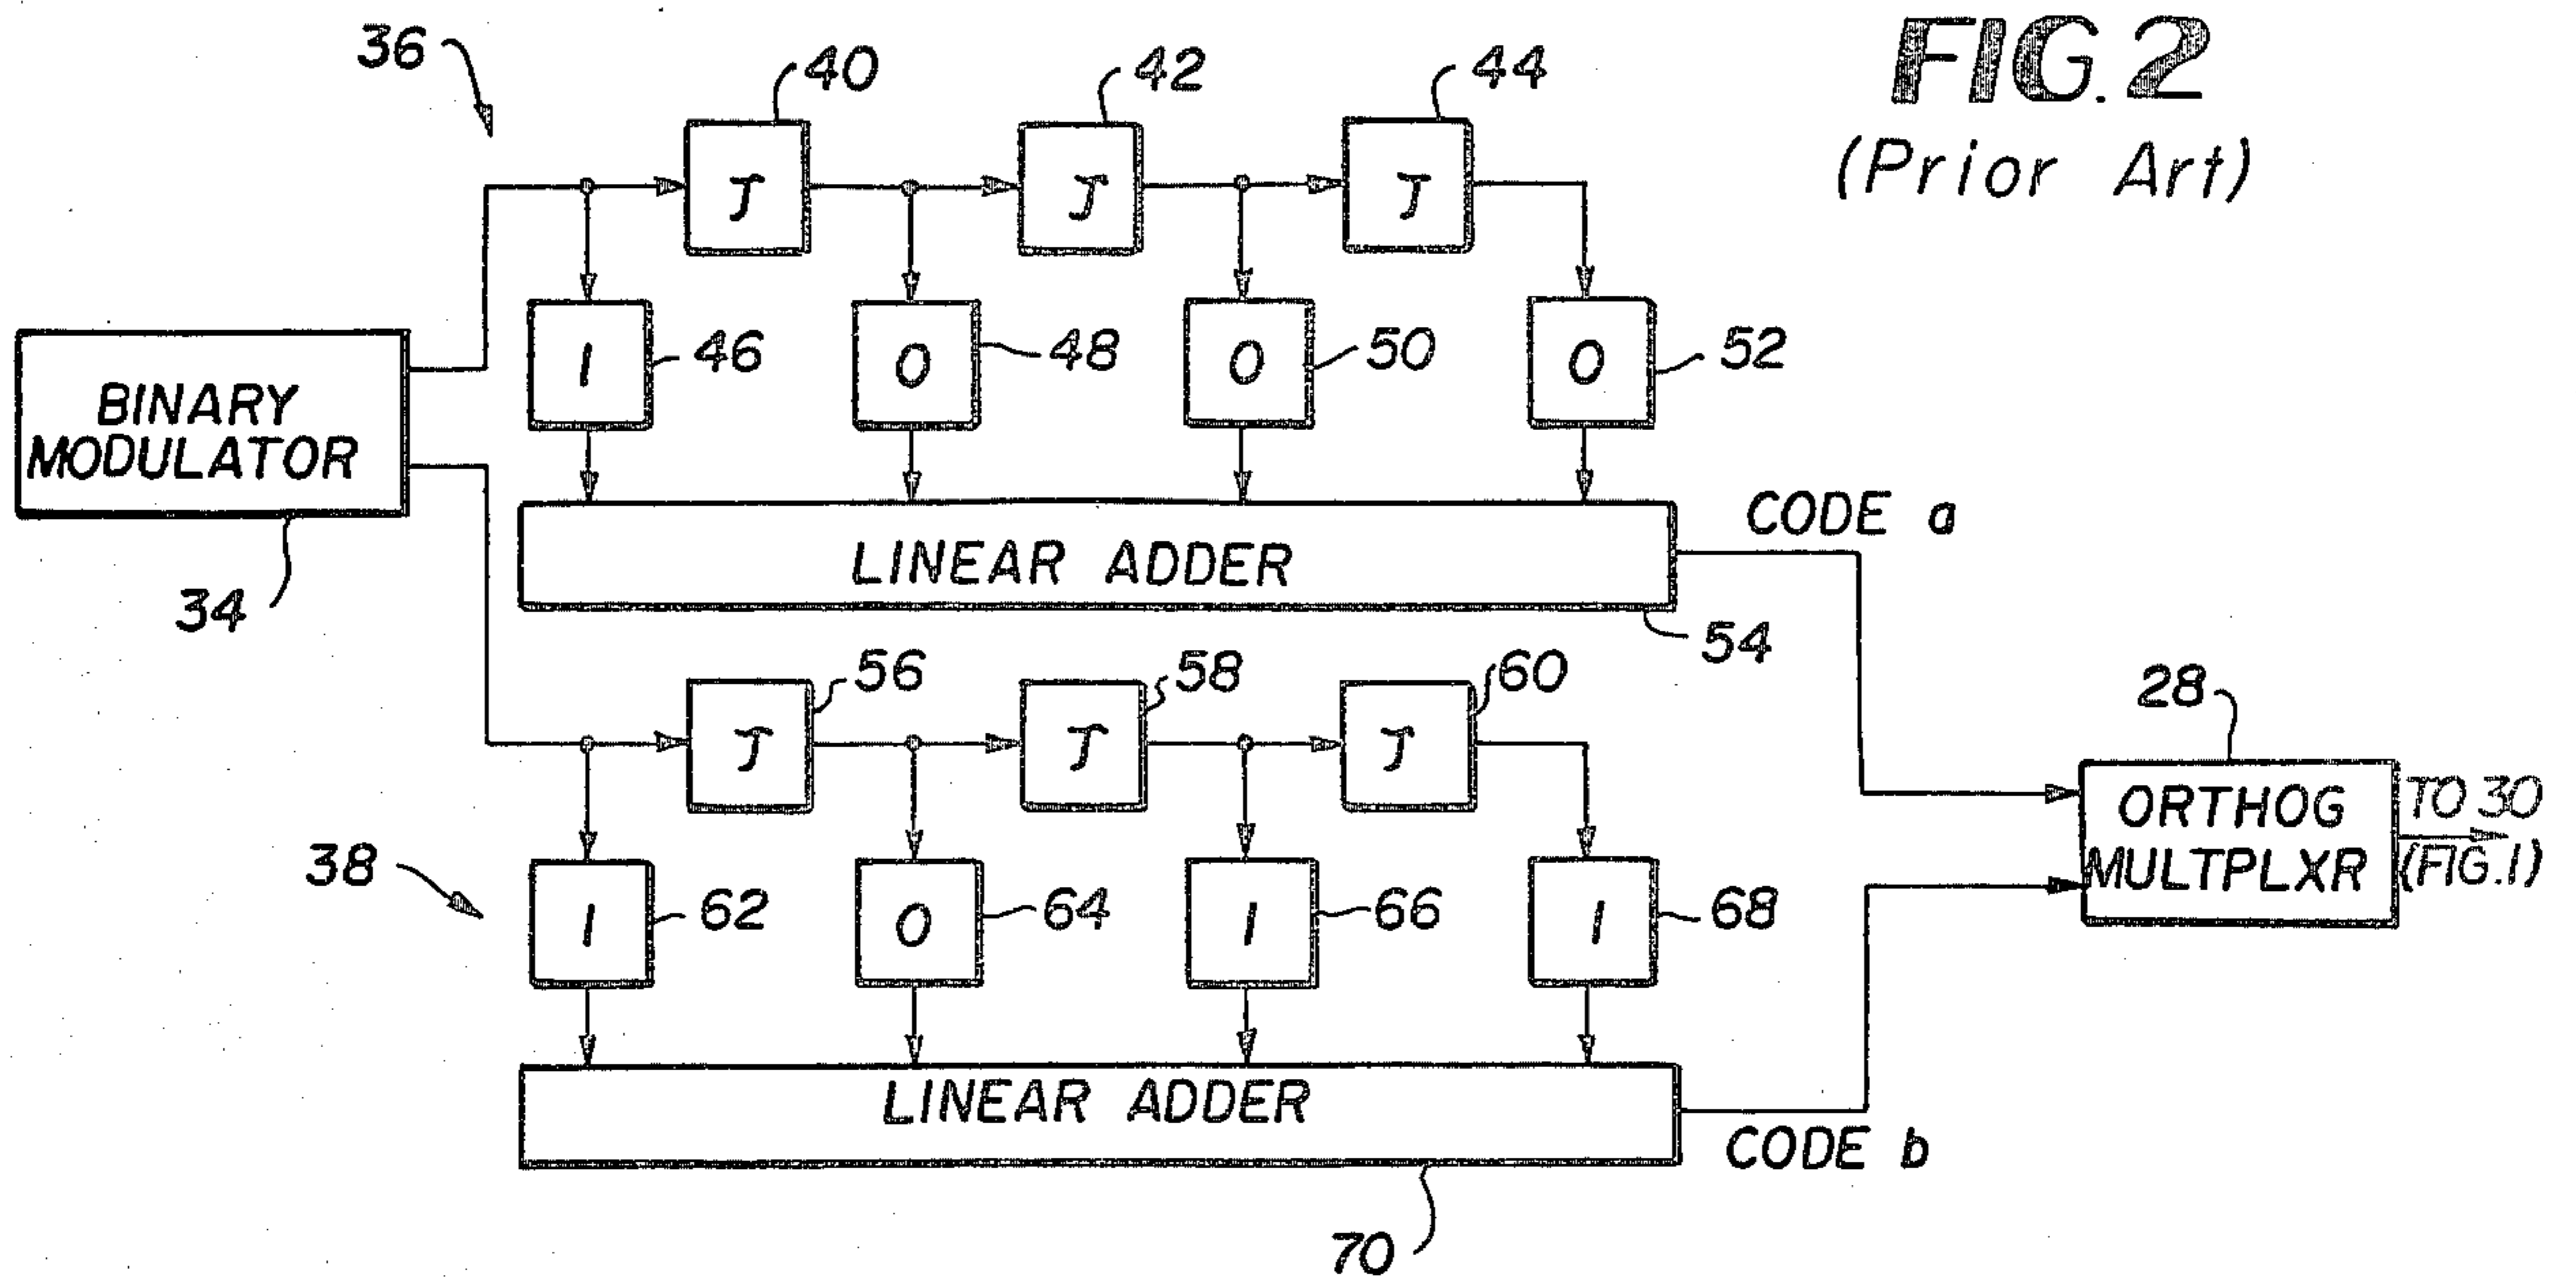 FIG. 2
(Prior Art)
36
40
42
44
J
J
J
1
46
0
48
0
50
0
52
BINARY
MODULATOR
34
LINEAR ADDER
CODE a
54
56
58
60
J
J
J
28
ORTHOG
MULTPLXR
TO 30
(FIG.1)
38
1
62
0
64
1
66
1
68
LINEAR ADDER
CODE b
70